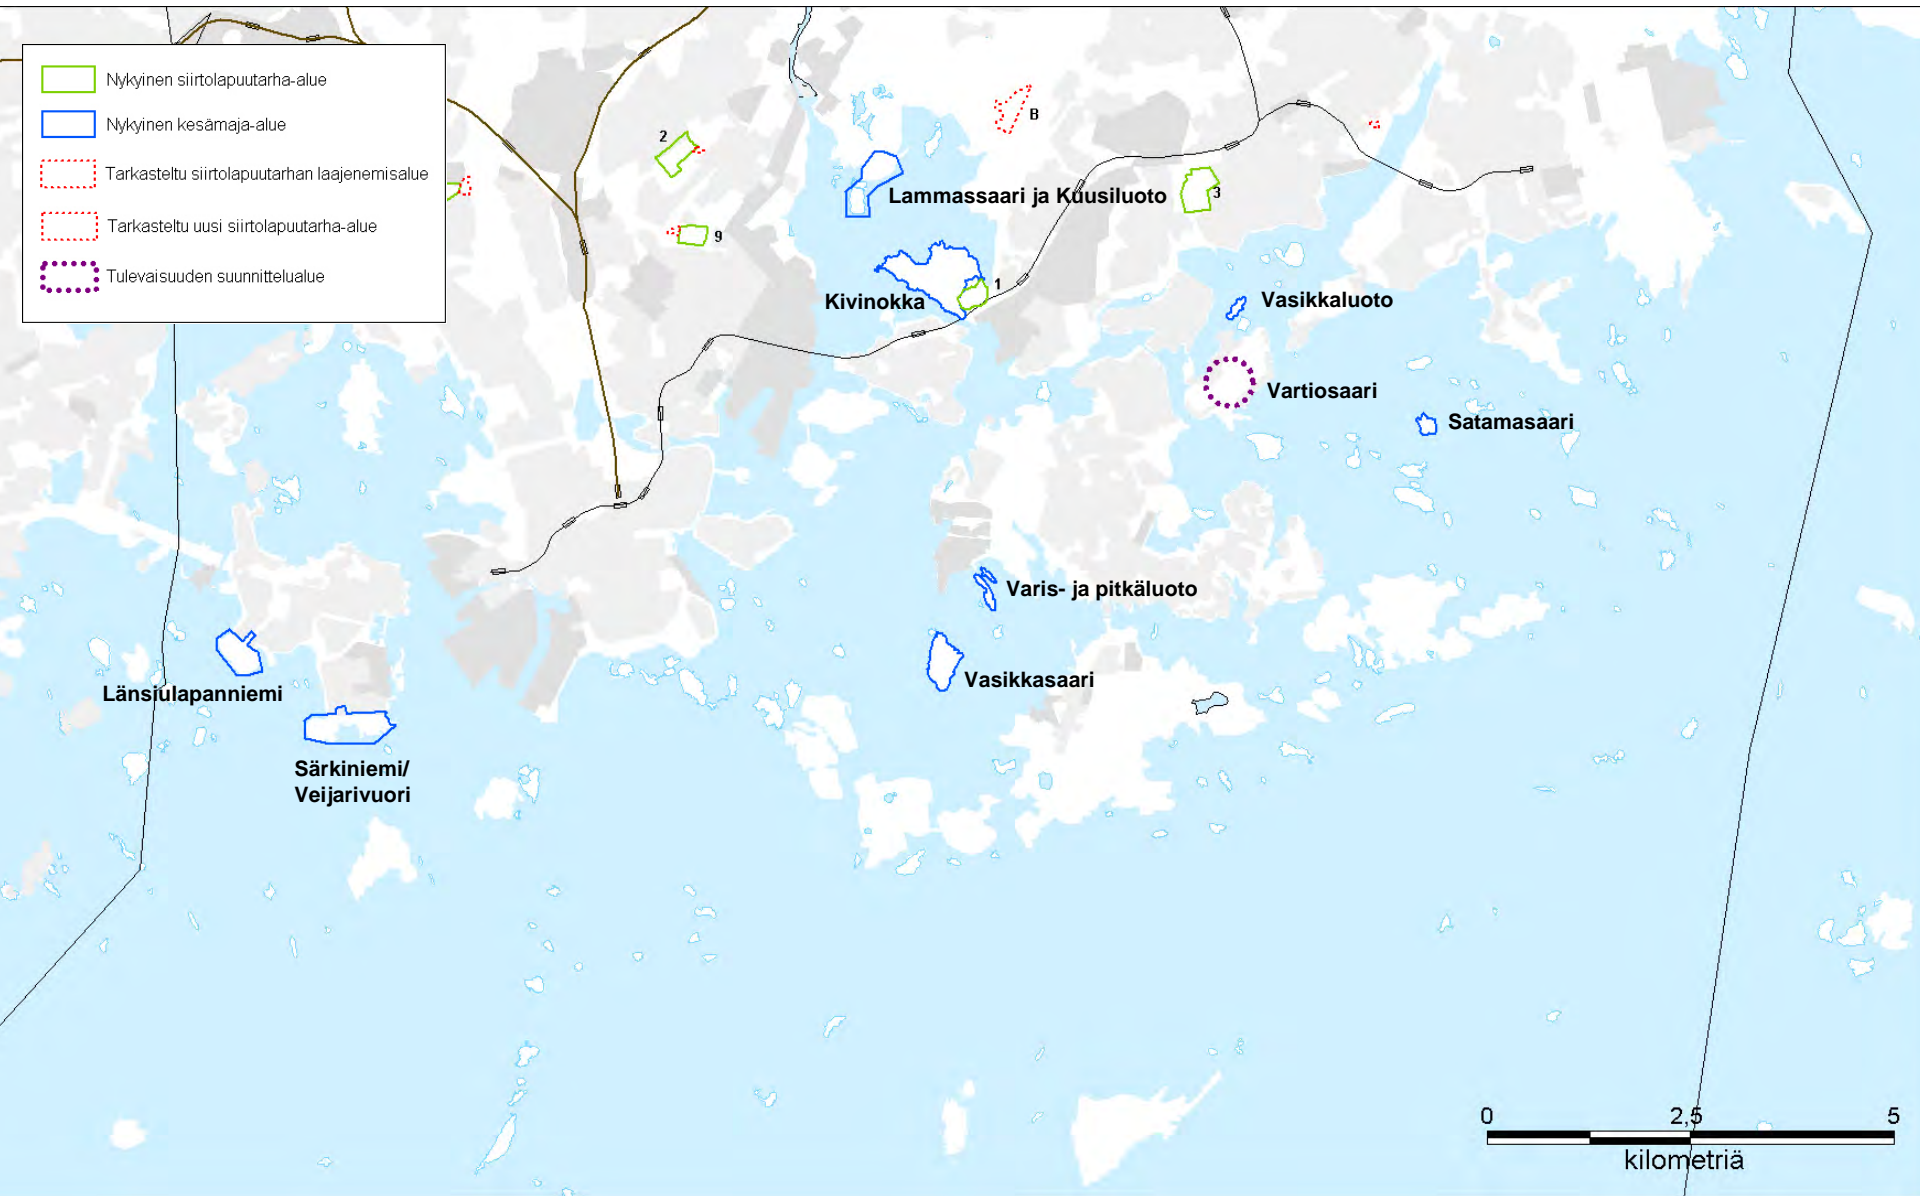 Nykyinen siirtolapuutarha-alue
Nykyinen kesämaja-alue
Tarkasteltu siirtolapuutarhan laajenemisalue
Tarkasteltu uusi siirtolapuutarha-alue
Tulevaisuuden suunnittelualue
B
2
Lammassaari ja Kuusiluoto
3
9
1
Kivinokka
Vasikkaluoto
Vartiosaari
Satamasaari
Varis- ja pitkäluoto
Vasikkasaari
Länsiulapanniemi
Särkiniemi/
Veijarivuori
0 2,5 5
kilometriä